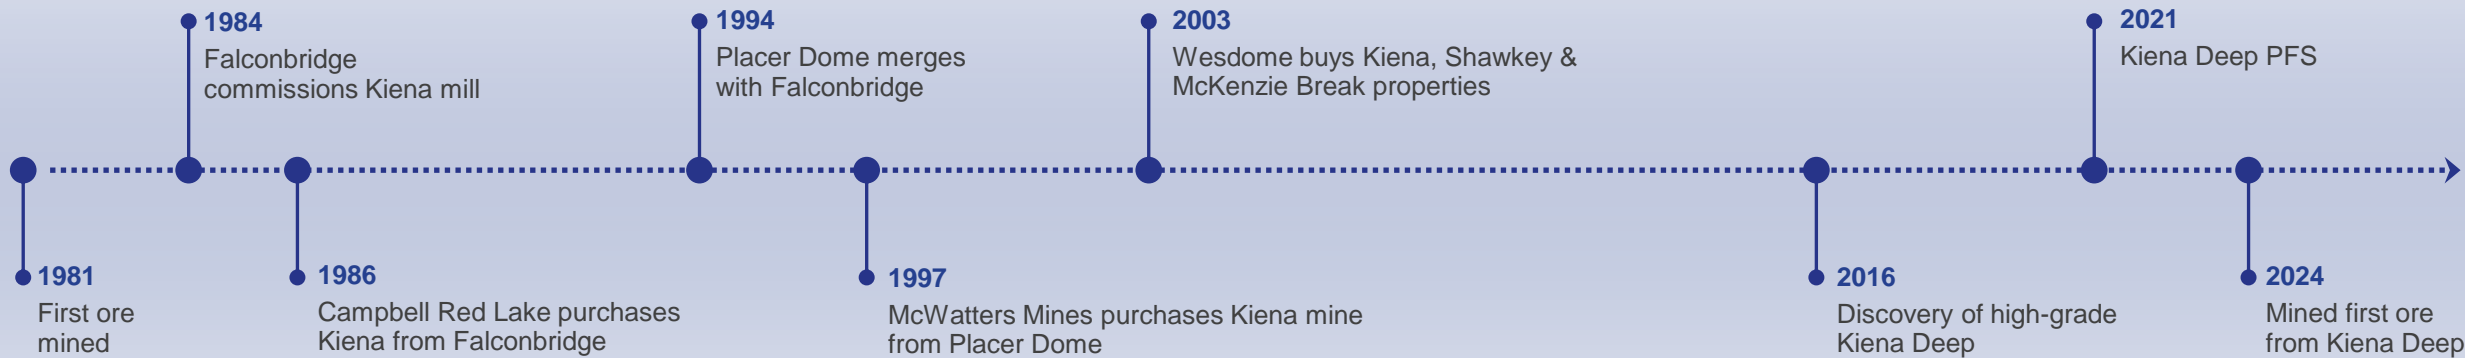 1984
Falconbridge
commissions Kiena mill
1994
Placer Dome merges
with Falconbridge
2003
Wesdome buys Kiena, Shawkey &
McKenzie Break properties
2021
Kiena Deep PFS
1981
First ore
mined
1986
Campbell Red Lake purchases
Kiena from Falconbridge
1997
McWatters Mines purchases Kiena mine
from Placer Dome
2016
Discovery of high-grade
Kiena Deep
2024
Mined first ore
from Kiena Deep